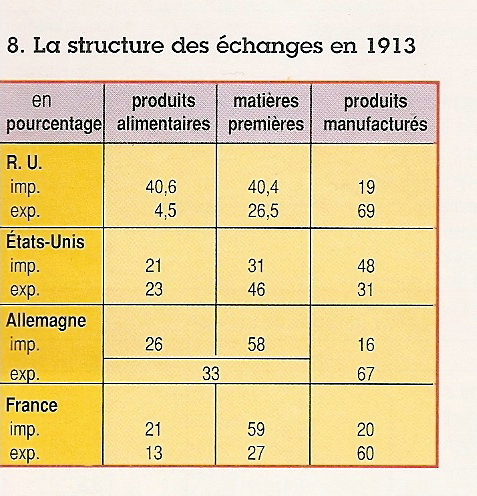 8. La structure des échanges en 1913
en pourcentage produits alimentaires matières premières produits manufacturés
R. U.
imp. 40,6 40,4 19
exp. 4,5 26,5 69
États-Unis
imp. 21 31 48
exp. 23 46 31
Allemagne
imp. 26 58 16
exp. 33 67
France
imp. 21 59 20
exp. 13 27 60